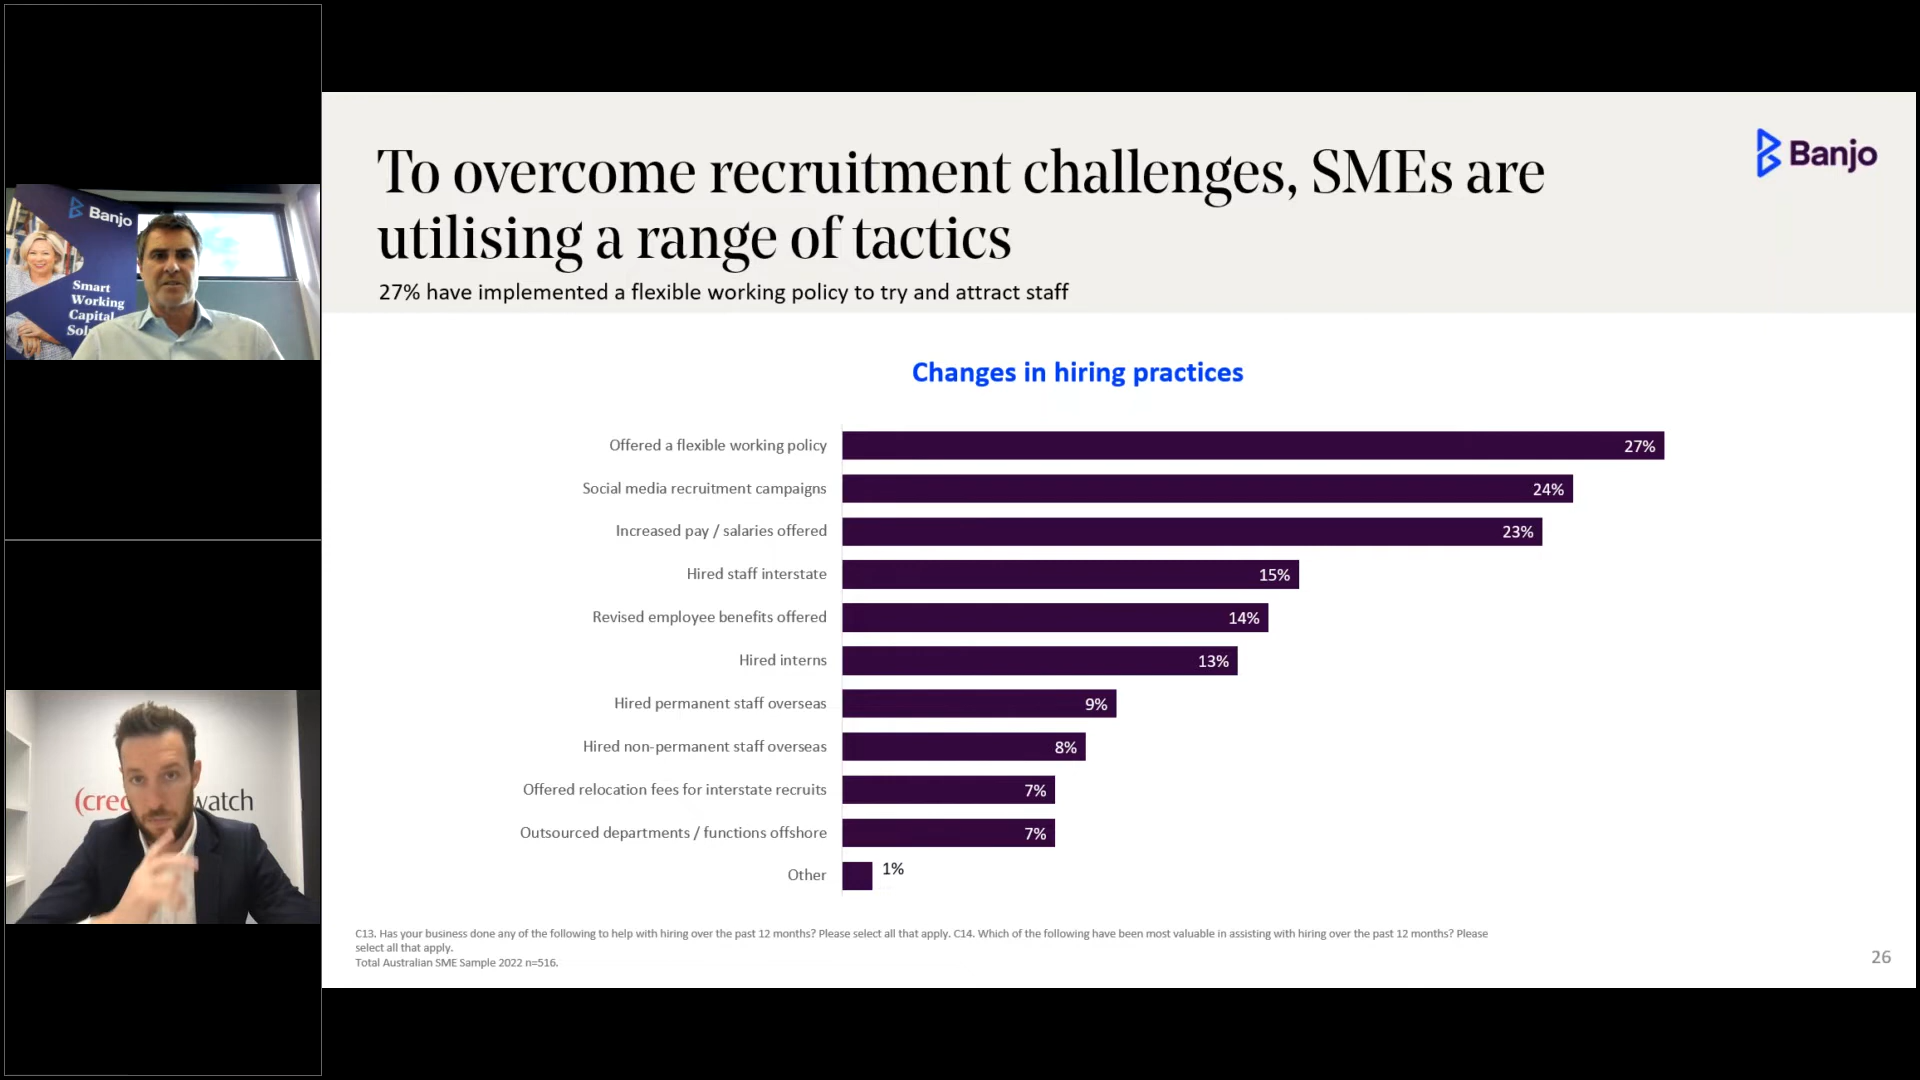 To overcome recruitment challenges, SMEs are
utilising a range of tactics
27% have implemented a flexible working policy to try and attract staff
Banjo
Banjo
Smart
Working
Capital
(cre
watch
Changes in hiring practices
Offered a flexible working policy 27%
Social media recruitment campaigns 24%
Increased pay / salaries offered 23%
Hired staff interstate 15%
Revised employee benefits offered 14%
Hired interns 13%
Hired permanent staff overseas 9%
Hired non-permanent staff overseas 8%
Offered relocation fees for interstate recruits 7%
Outsourced departments / functions offshore 7%
Other 1%
C13. Has your business done any of the following to help with hiring over the past 12 months? Please select all that apply. C14. Which of the following have been most valuable in assisting with hiring over the past 12 months? Please
select all that apply.
Total Australian SME Sample 2022 n=516.
26